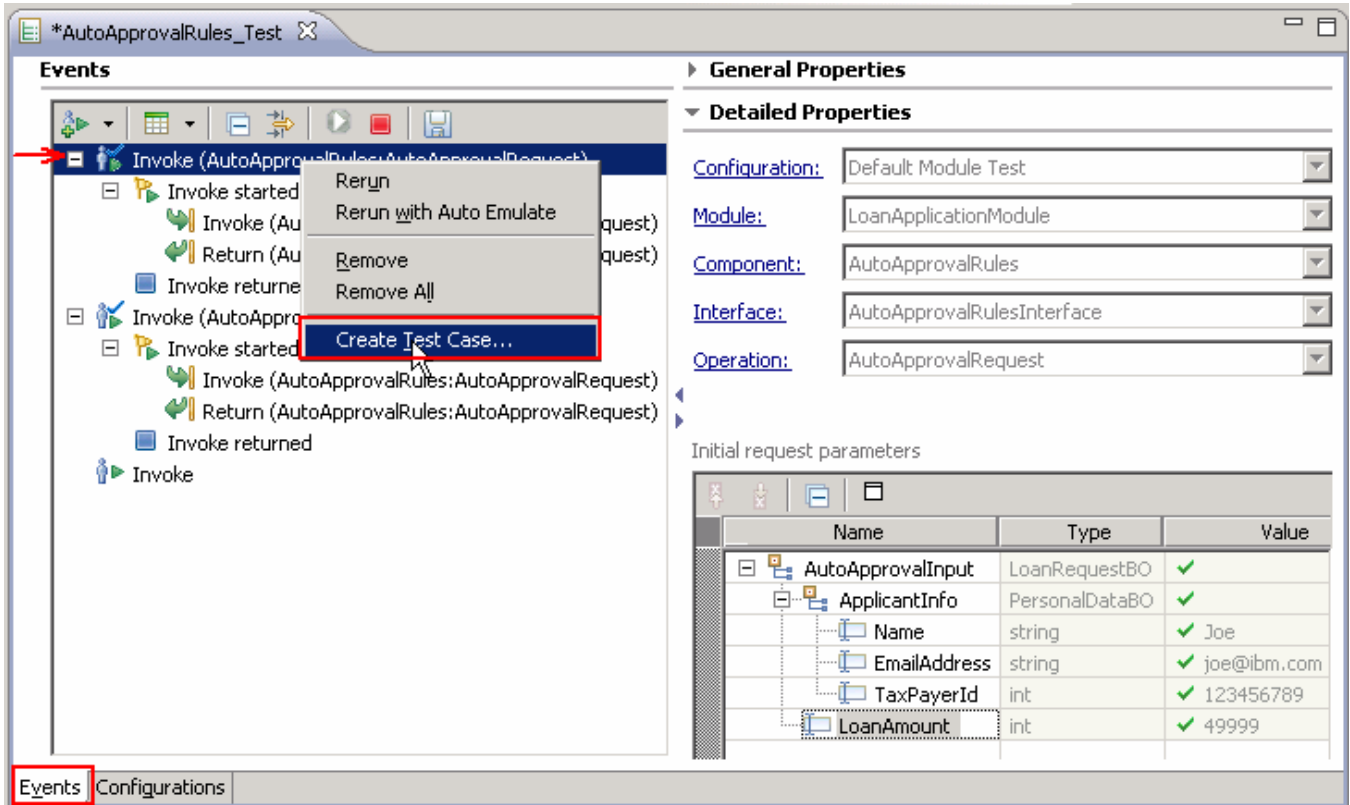 *AutoApprovalRules_Test
Events
Invoke (AutoApprovalRules:AutoApprovalRequest)
Invoke started
Invoke (Au
quest)
Return (Au
quest)
Invoke returne
Invoke (AutoAppro
Invoke started
Invoke (AutoApprovalRules:AutoApprovalRequest)
Return (AutoApprovalRules:AutoApprovalRequest)
Invoke returned
Invoke
Rerun
Rerun with Auto Emulate
Remove
Remove All
Create Test Case...
General Properties
Detailed Properties
Configuration: Default Module Test
Module: LoanApplicationModule
Component: AutoApprovalRules
Interface: AutoApprovalRulesInterface
Operation: AutoApprovalRequest
Initial request parameters
Name Type Value
AutoApprovalInput LoanRequestBO
ApplicantInfo PersonalDataBO
Name string Joe
EmailAddress string joe@ibm.com
TaxPayerId int 123456789
LoanAmount int 49999
Events Configurations